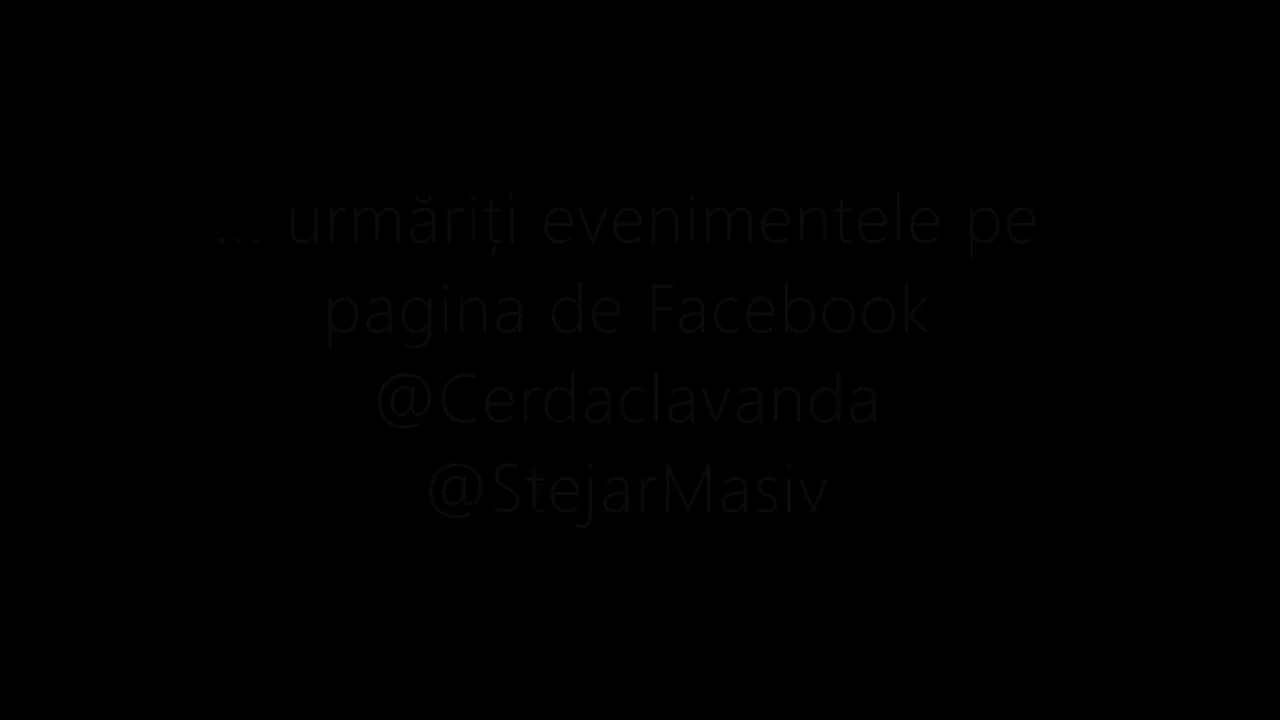 ... urmăriți evenimentele pe
pagina de Facebook
@Cerdaclavanda
@StejarMasiv